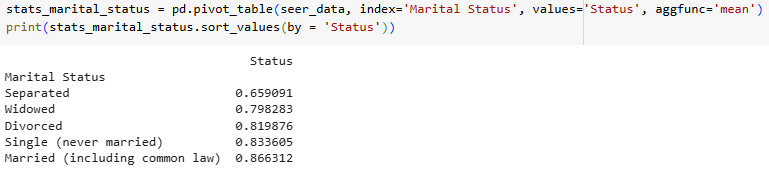 stats_marital_status = pd.pivot_table(seer_data, index='Marital Status', values='Status', aggfunc='mean')
print(stats_marital_status.sort_values(by = 'Status'))
Status
Marital Status
Separated 0.659091
Widowed 0.798283
Divorced 0.819876
Single (never married) 0.833605
Married (including common law) 0.866312